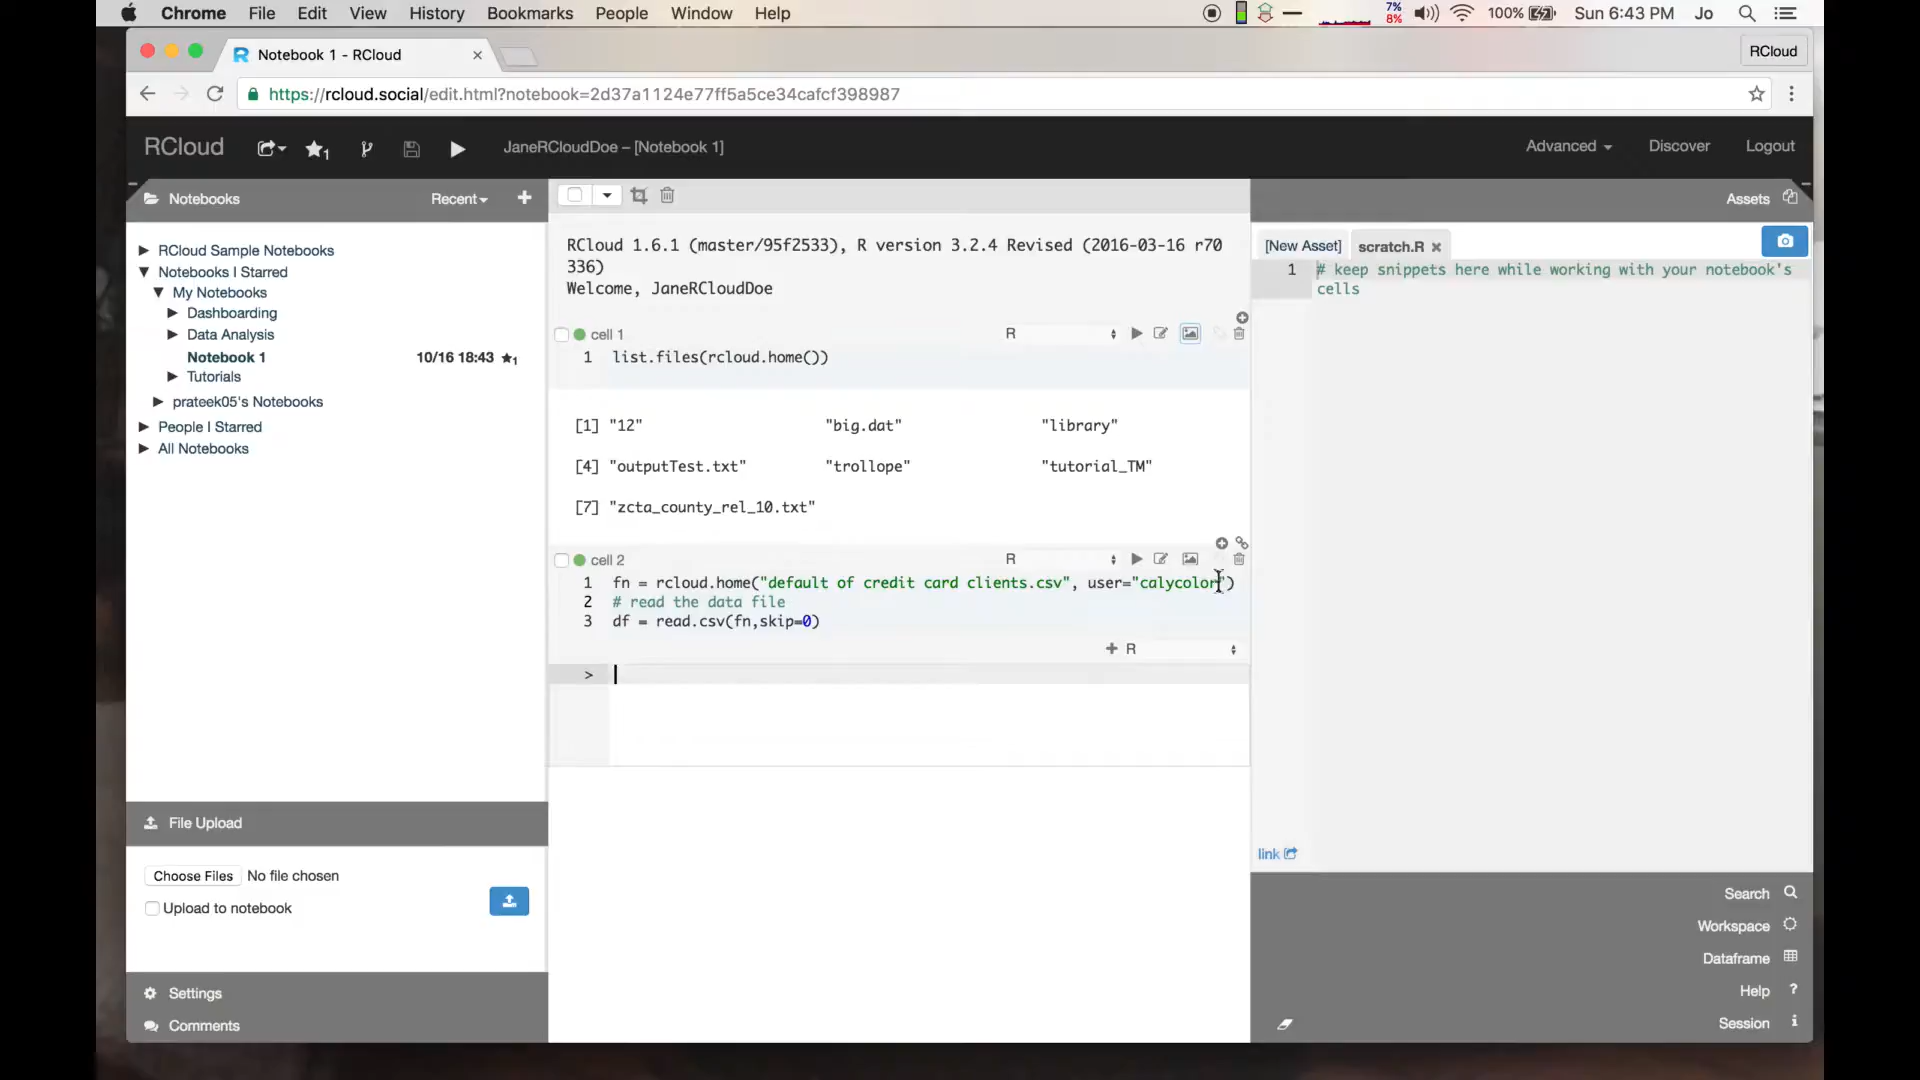 Chrome File Edit View History Bookmarks People Window Help 7% 8% 100% Sun 6:43 PM Jo
Notebook 1 - RCloud RCloud
https://rcloud.social/edit.html?notebook=2d37a1124e77ff5a5ce34cafcf398987
RCloud 1 JaneRCloudDoe – [Notebook 1] Advanced Discover Logout
Notebooks Recent
RCloud Sample Notebooks
Notebooks I Starred
My Notebooks
Dashboarding
Data Analysis
Notebook 1 10/16 18:43 1
Tutorials
prateek05's Notebooks
People I Starred
All Notebooks
File Upload
Choose Files No file chosen
Upload to notebook
Settings
Comments
RCloud 1.6.1 (master/95f2533), R version 3.2.4 Revised (2016-03-16 r70
336)
Welcome, JaneRCloudDoe
cell 1 R
1 list.files(rcloud.home())
[1] "12" "big.dat" "library"
[4] "outputTest.txt" "trollope" "tutorial_TM"
[7] "zcta_county_rel_10.txt"
cell 2 R
1 fn = rcloud.home("default of credit card clients.csv", user="calycolor")
2 # read the data file
3 df = read.csv(fn,skip=0)
R
>
Assets
[New Asset] scratch.R
1 # keep snippets here while working with your notebook's
cells
link
Search
Workspace
Dataframe
Help ?
Session i